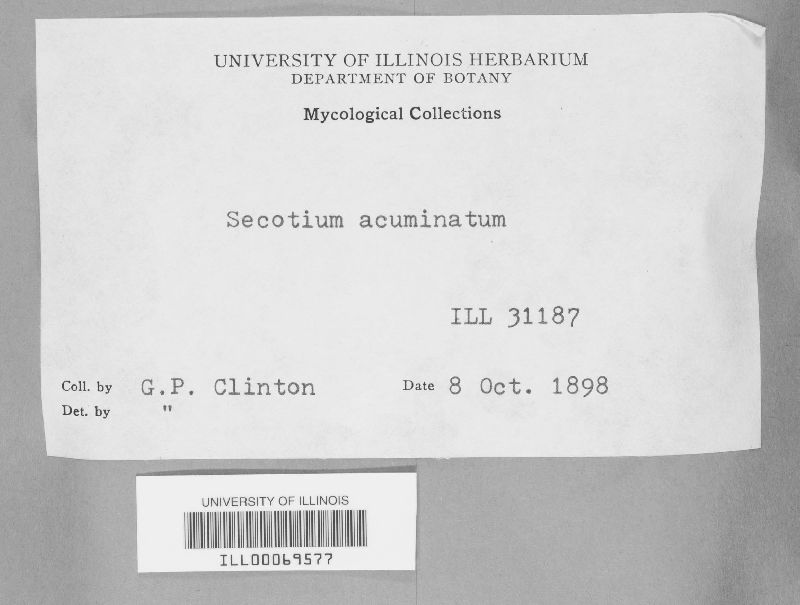 UNIVERSITY OF ILLINOIS HERBARIUM
DEPARTMENT OF BOTANY
Mycological Collections
Secotium acuminatum
ILL 31187
Coll. by G.P. Clinton Date 8 Oct. 1898
Det. by "
UNIVERSITY OF ILLINOIS
ILL00069577